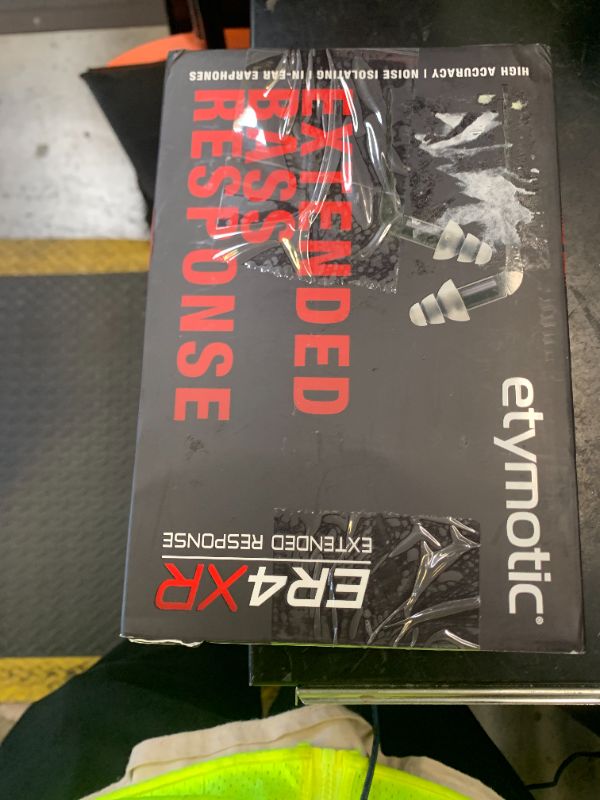 ER4XR
EXTENDED RESPONSE
etymotic®
EXTENDED
BASS
RESPONSE
HIGH ACCURACY | NOISE ISOLATING | IN-EAR EARPHONES